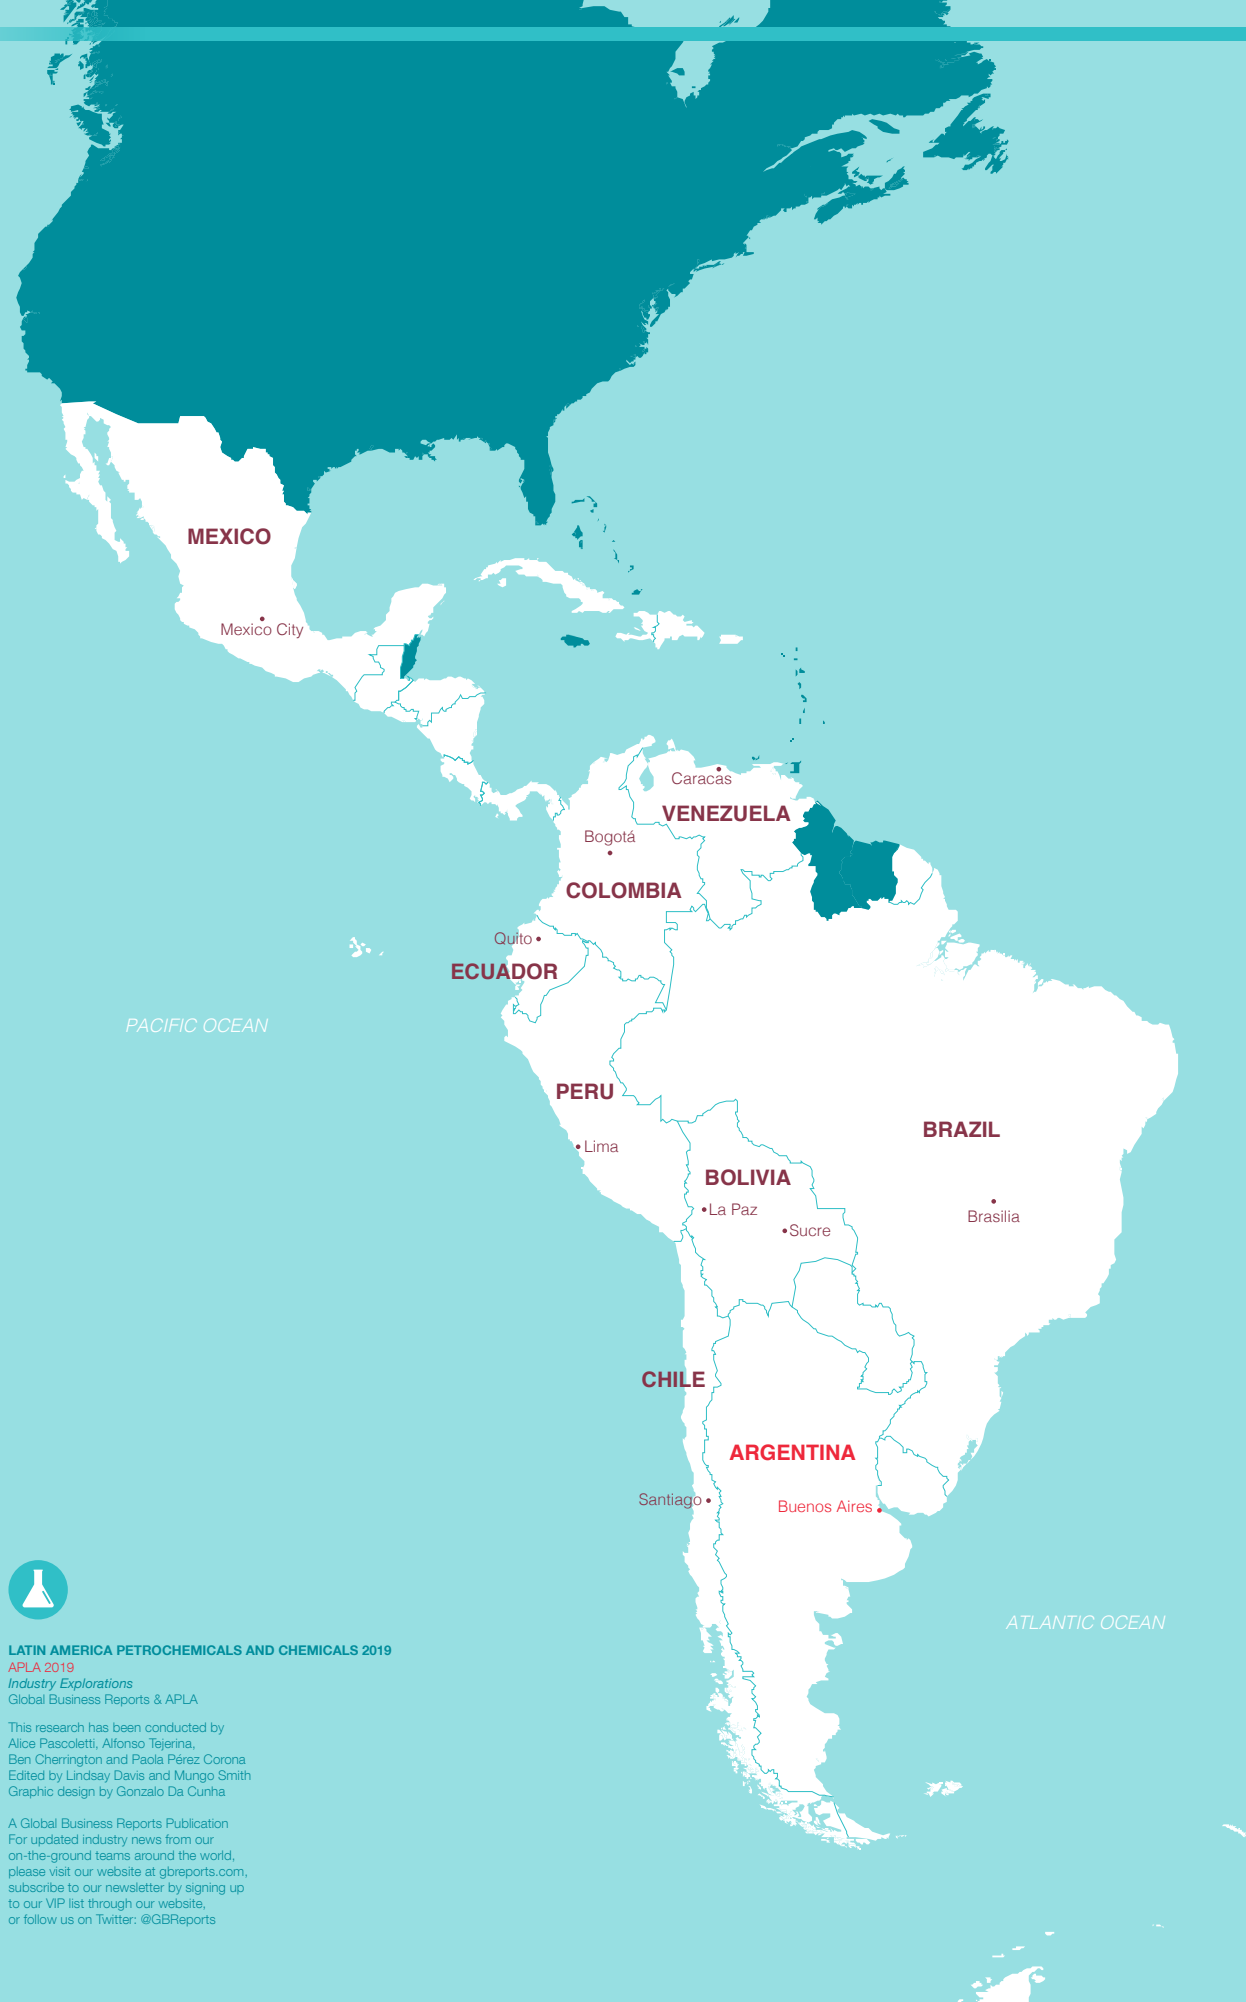 MEXICO
Mexico City
Caracas
VENEZUELA
Bogotá
COLOMBIA
Quito
ECUADOR
PACIFIC OCEAN
PERU
BRAZIL
Lima
BOLIVIA
La Paz
Brasilia
Sucre
CHILE
ARGENTINA
Santiago
Buenos Aires
ATLANTIC OCEAN
LATIN AMERICA PETROCHEMICALS AND CHEMICALS 2019
APLA 2019
Industry Explorations
Global Business Reports & APLA
This research has been conducted by
Alice Pascoletti, Alfonso Tejerina,
Ben Cherrington and Paola Pérez Corona
Edited by Lindsay Davis and Mungo Smith
Graphic design by Gonzalo Da Cunha
A Global Business Reports Publication
For updated industry news from our
on-the-ground teams around the world,
please visit our website at gbreports.com,
subscribe to our newsletter by signing up
to our VIP list through our website,
or follow us on Twitter: @GBReports